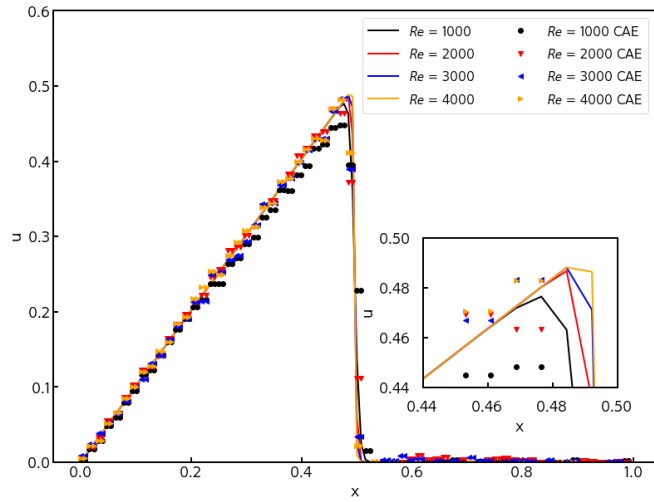 0.6
0.5
0.4
0.3
0.2
0.1
0.0
u
0.0 0.2 0.4 0.6 0.8 1.0
x
Re = 1000 Re = 1000 CAE
Re = 2000 Re = 2000 CAE
Re = 3000 Re = 3000 CAE
Re = 4000 Re = 4000 CAE
0.50
0.48
0.46
0.44
u
0.44 0.46 0.48 0.50
x